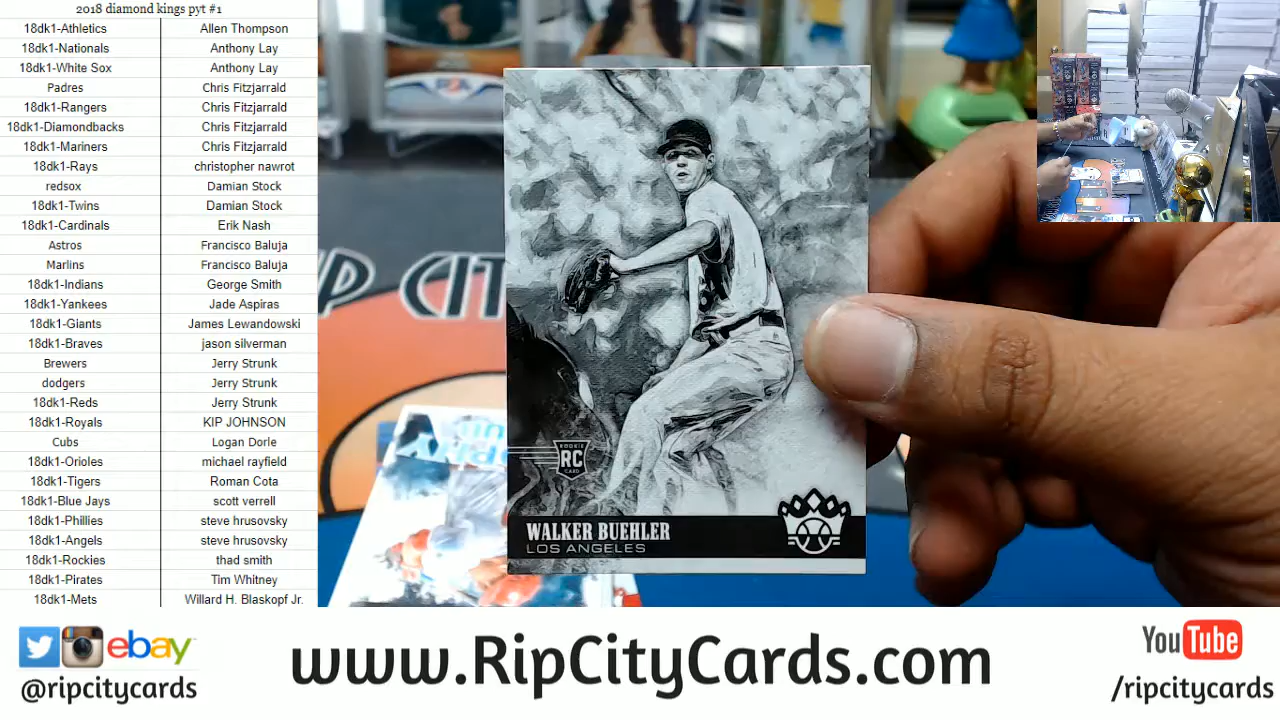 2018 diamond kings pyt #1
18dk1-Athletics Allen Thompson
18dk1-Nationals Anthony Lay
18dk1-White Sox Anthony Lay
Padres Chris Fitzjarrald
18dk1-Rangers Chris Fitzjarrald
18dk1-Diamondbacks Chris Fitzjarrald
18dk1-Mariners Chris Fitzjarrald
18dk1-Rays christopher nawrot
redsox Damian Stock
18dk1-Twins Damian Stock
18dk1-Cardinals Erik Nash
Astros Francisco Baluja
Marlins Francisco Baluja
18dk1-Indians George Smith
18dk1-Yankees Jade Aspiras
18dk1-Giants James Lewandowski
18dk1-Braves jason silverman
Brewers Jerry Strunk
dodgers Jerry Strunk
18dk1-Reds Jerry Strunk
18dk1-Royals KIP JOHNSON
Cubs Logan Dorle
18dk1-Orioles michael rayfield
18dk1-Tigers Roman Cota
18dk1-Blue Jays scott verrell
18dk1-Phillies steve hrusovsky
18dk1-Angels steve hrusovsky
18dk1-Rockies thad smith
18dk1-Pirates Tim Whitney
18dk1-Mets Willard H. Blaskopf Jr.
P CIT
ROOKIE
RC
CARD
WALKER BUEHLER
LOS ANGELES
ebay
@ripcitycards
www.RipCityCards.com
YouTube
/ripcitycards